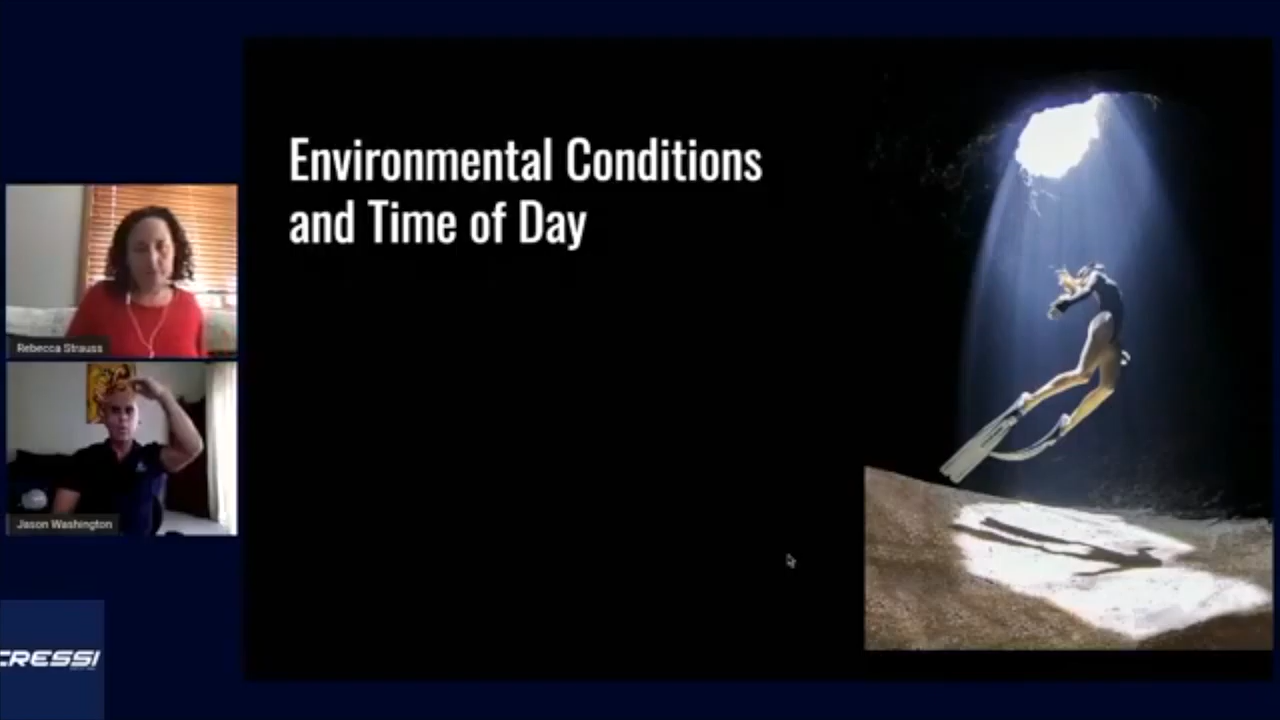 Environmental Conditions
and Time of Day
Rebecca Strauss
Jason Washington
CRESSI